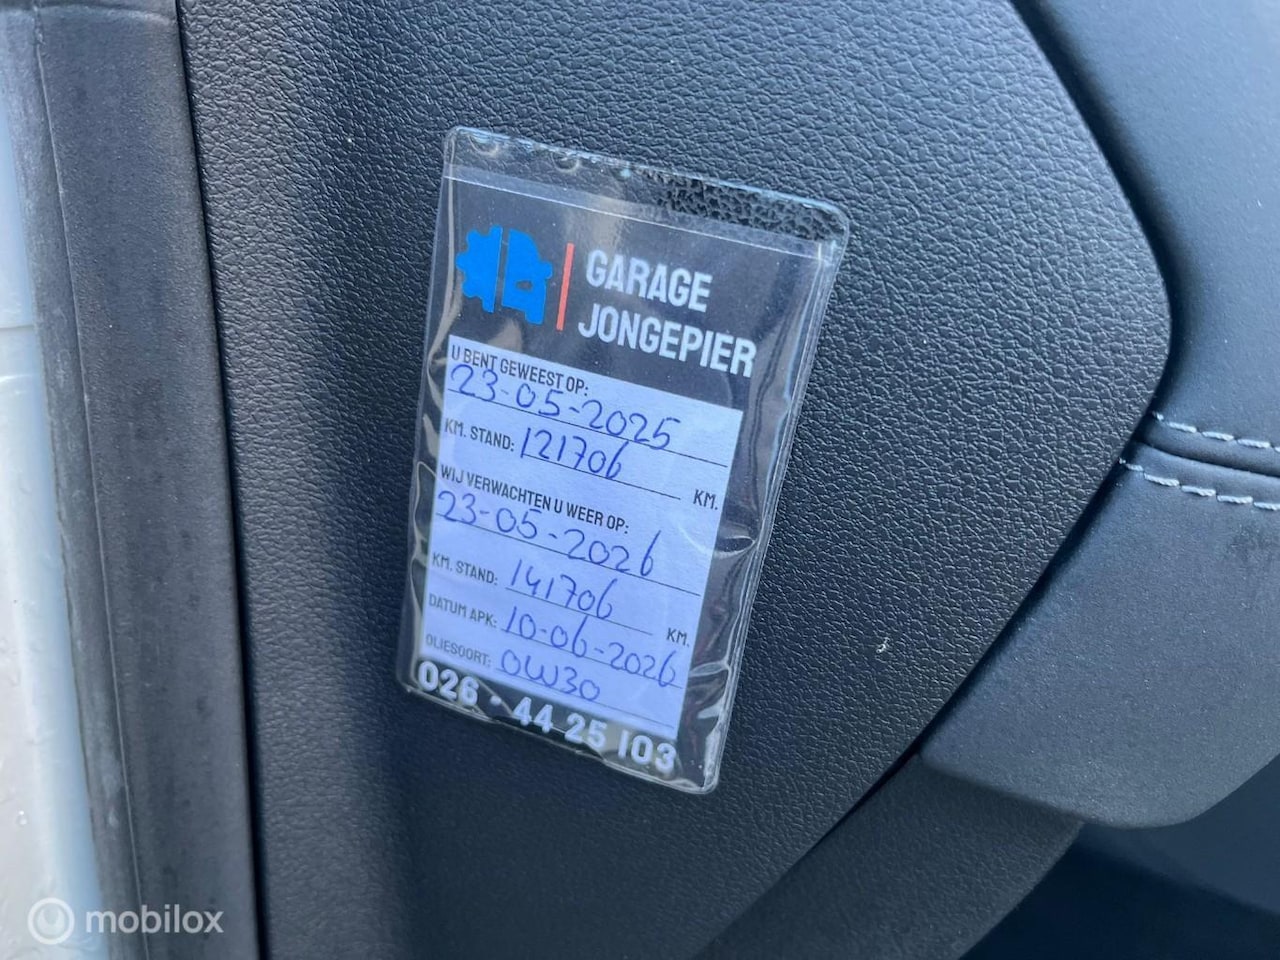 GARAGE
JONGEPIER
U BENT GEWEEST OP:
23-05-2025
KM. STAND: 121706 KM.
WIJ VERWACHTEN U WEER OP:
23-05-2026
KM. STAND: 141706 KM.
DATUM APK: 10-06-2026
OLIESOORT: 0W30
026 - 44 25 103
mobilox